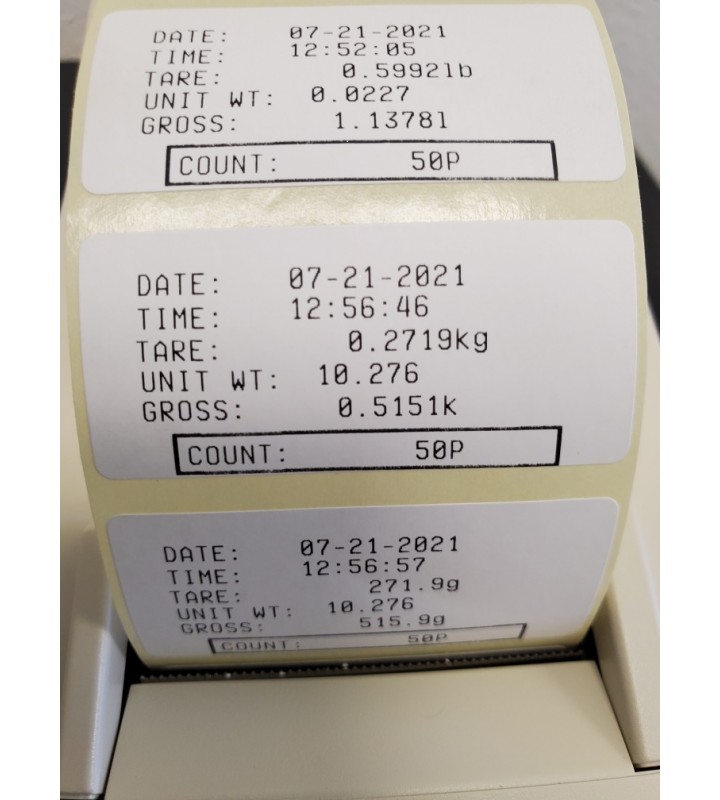 DATE: 07-21-2021
TIME: 12:52:05
TARE: 0.5992lb
UNIT WT: 0.0227
GROSS: 1.1378l
COUNT: 50P
DATE: 07-21-2021
TIME: 12:56:46
TARE: 0.2719kg
UNIT WT: 10.276
GROSS: 0.5151k
COUNT: 50P
DATE: 07-21-2021
TIME: 12:56:57
TARE: 271.9g
UNIT WT: 10.276
GROSS: 515.9g
COUNT: 50P